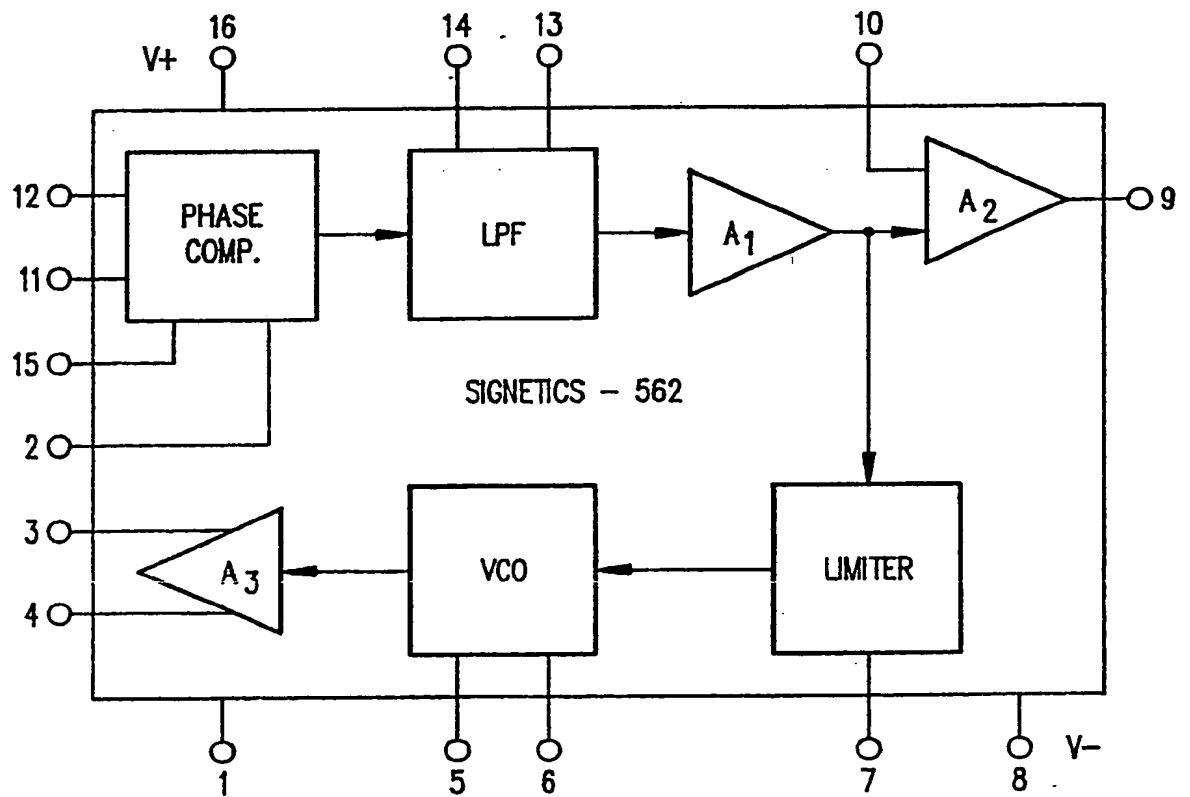 16
14
13
10
V+
12
PHASE
COMP.
LPF
A1
A2
9
11
15
SIGNETICS – 562
2
3
A3
VCO
LIMITER
4
1
5
6
7
8
V–